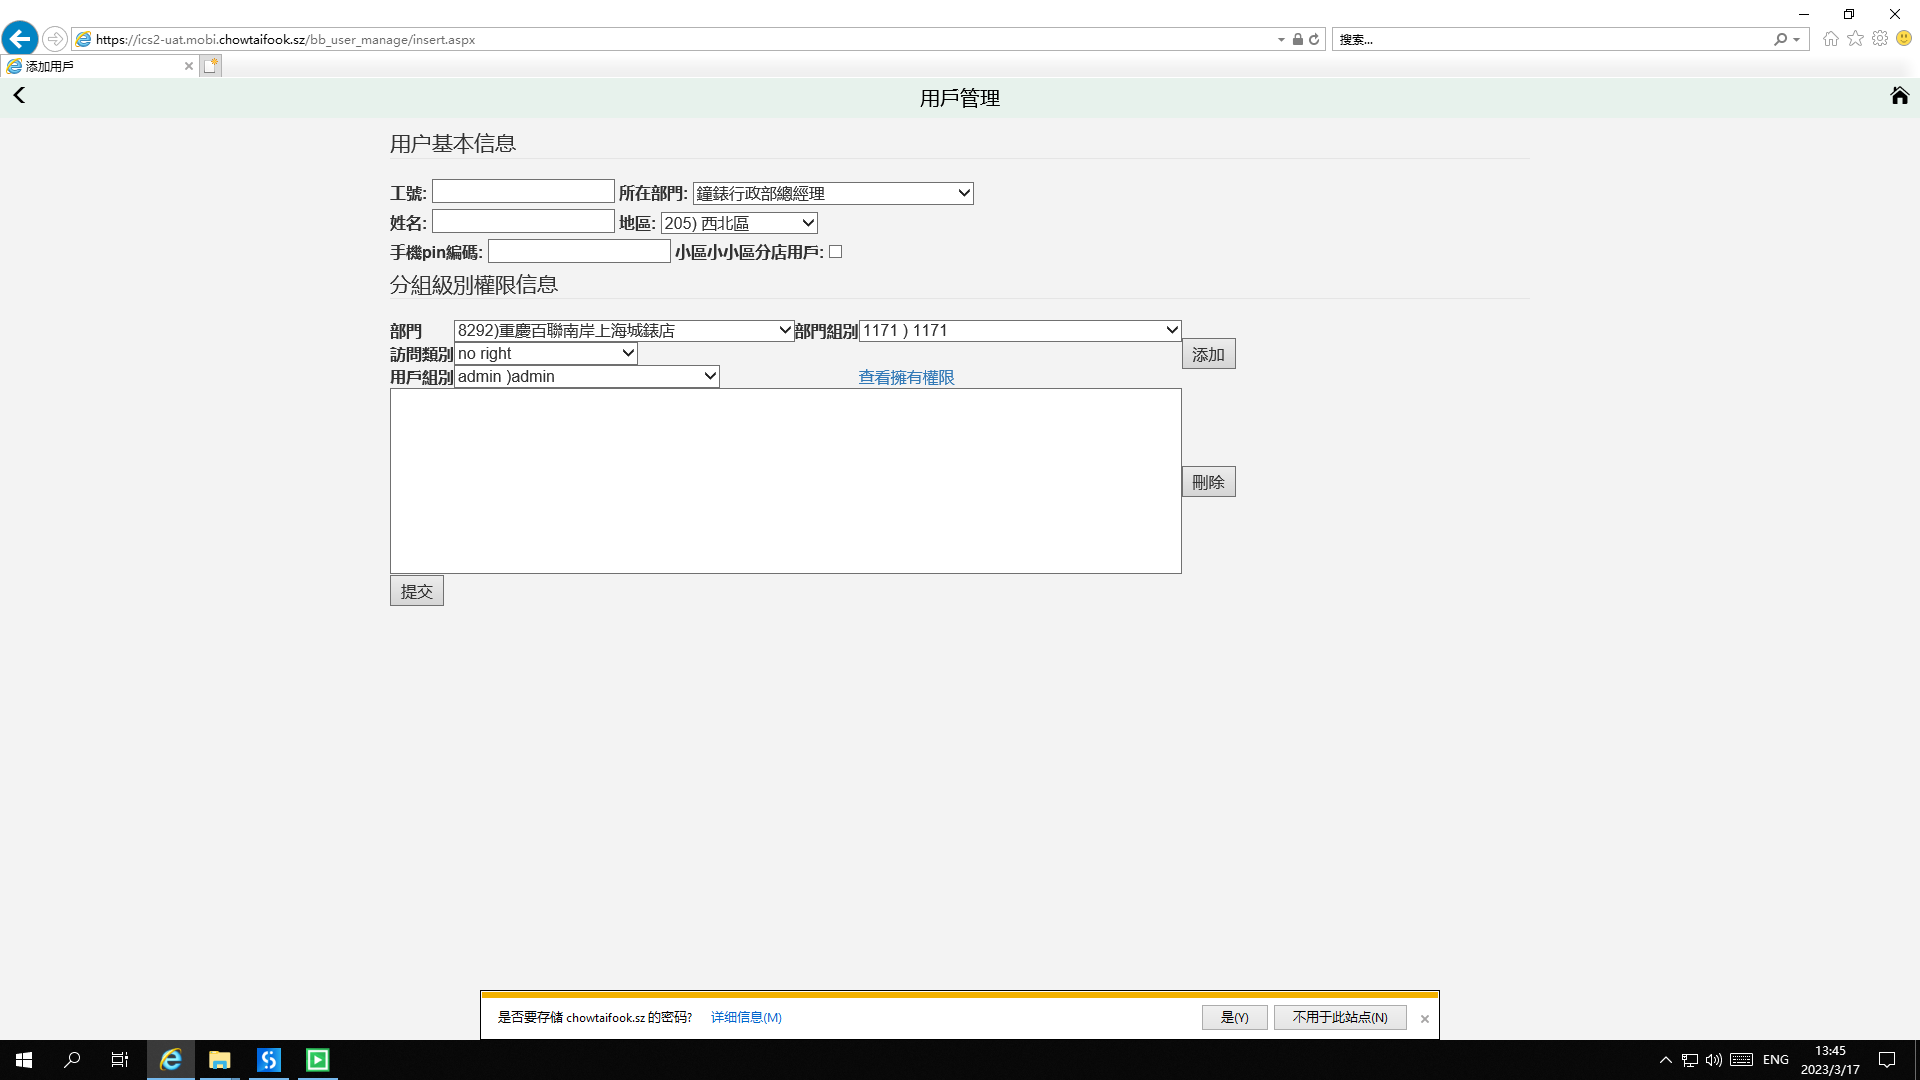 https://ics2-uat.mobi.chowtaifook.sz/bb_user_manage/insert.aspx
搜索...
添加用戶
用戶管理
用户基本信息
工號: 所在部門: 鐘錶行政部總經理
姓名: 地區: 205) 西北區
手機pin編碼: 小區小小區分店用戶:
分組級別權限信息
部門 8292)重慶百聯南岸上海城錶店 部門組別 1171 ) 1171
訪問類別 no right
添加
用戶組別 admin )admin 查看擁有權限
刪除
提交
是否要存储 chowtaifook.sz 的密码? 详细信息(M) 是(Y) 不用于此站点(N)
ENG
13:45
2023/3/17